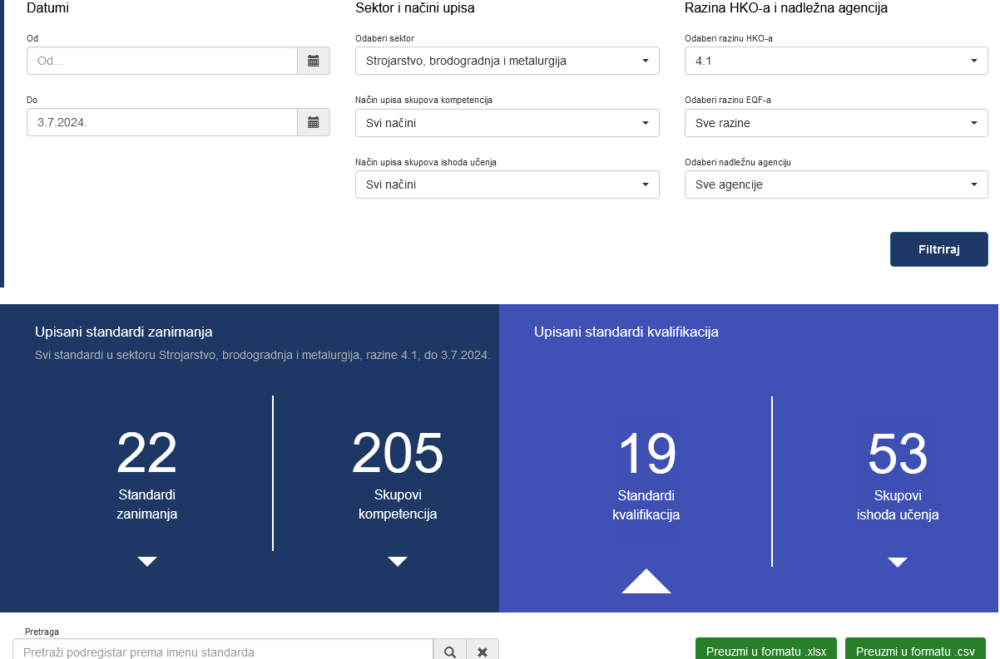 Datumi
Sektor i načini upisa
Razina HKO-a i nadležna agencija
Od
Odaberi sektor
Odaberi razinu HKO-a
Od...
Strojarstvo, brodogradnja i metalurgija
4.1
Do
Način upisa skupova kompetencija
Odaberi razinu EQF-a
3.7.2024.
Svi načini
Sve razine
Način upisa skupova ishoda učenja
Odaberi nadležnu agenciju
Svi načini
Sve agencije
Filtriraj
Upisani standardi zanimanja
Svi standardi u sektoru Strojarstvo, brodogradnja i metalurgija, razine 4.1, do 3.7.2024.
22
Standardi
zanimanja
205
Skupovi
kompetencija
Upisani standardi kvalifikacija
19
Standardi
kvalifikacija
53
Skupovi
ishoda učenja
Pretraga
Pretraži podregistar prema imenu standarda
Preuzmi u formatu .xlsx
Preuzmi u formatu .csv